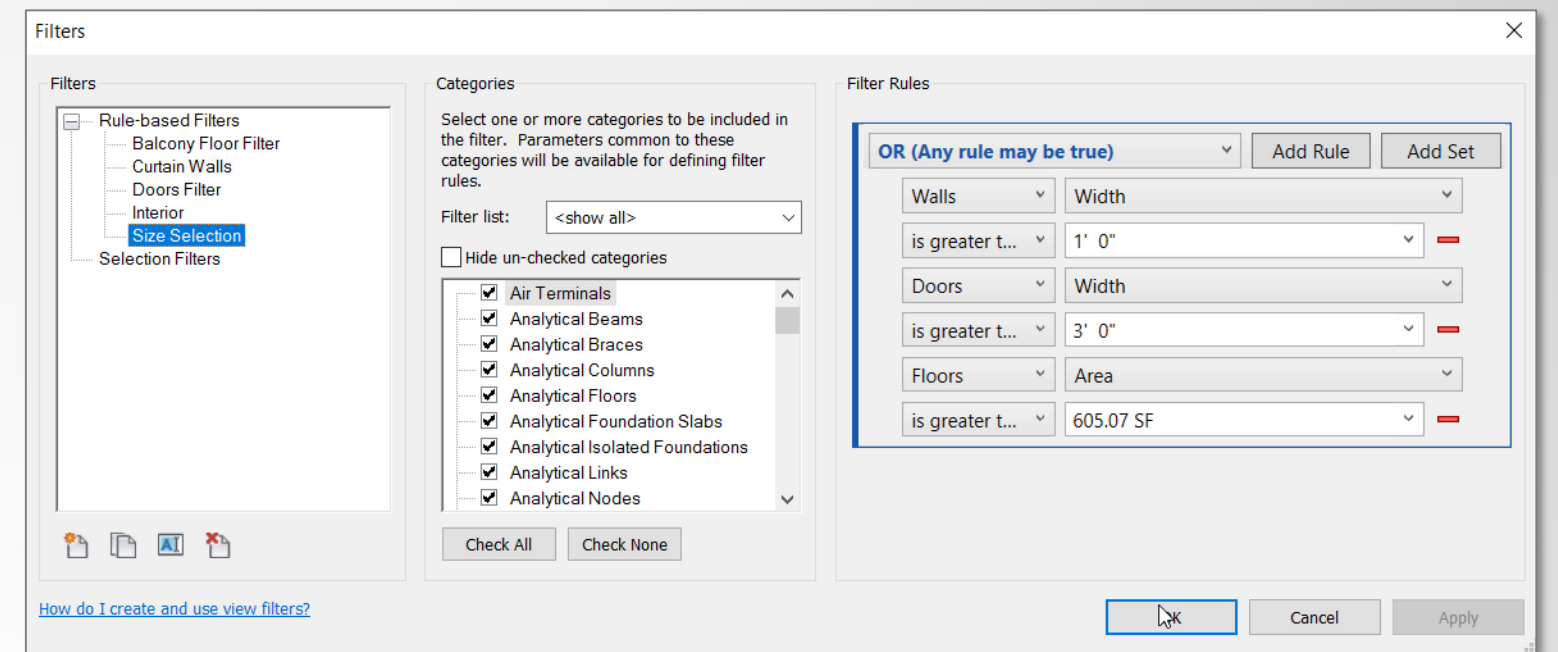 Filters
Filters
Rule-based Filters
Balcony Floor Filter
Curtain Walls
Doors Filter
Interior
Size Selection
Selection Filters
How do I create and use view filters?
Categories
Select one or more categories to be included in
the filter. Parameters common to these
categories will be available for defining filter
rules.
Filter list: <show all>
Hide un-checked categories
Air Terminals
Analytical Beams
Analytical Braces
Analytical Columns
Analytical Floors
Analytical Foundation Slabs
Analytical Isolated Foundations
Analytical Links
Analytical Nodes
Check All Check None
Filter Rules
OR (Any rule may be true) Add Rule Add Set
Walls Width
is greater t... 1' 0"
Doors Width
is greater t... 3' 0"
Floors Area
is greater t... 605.07 SF
Cancel Apply